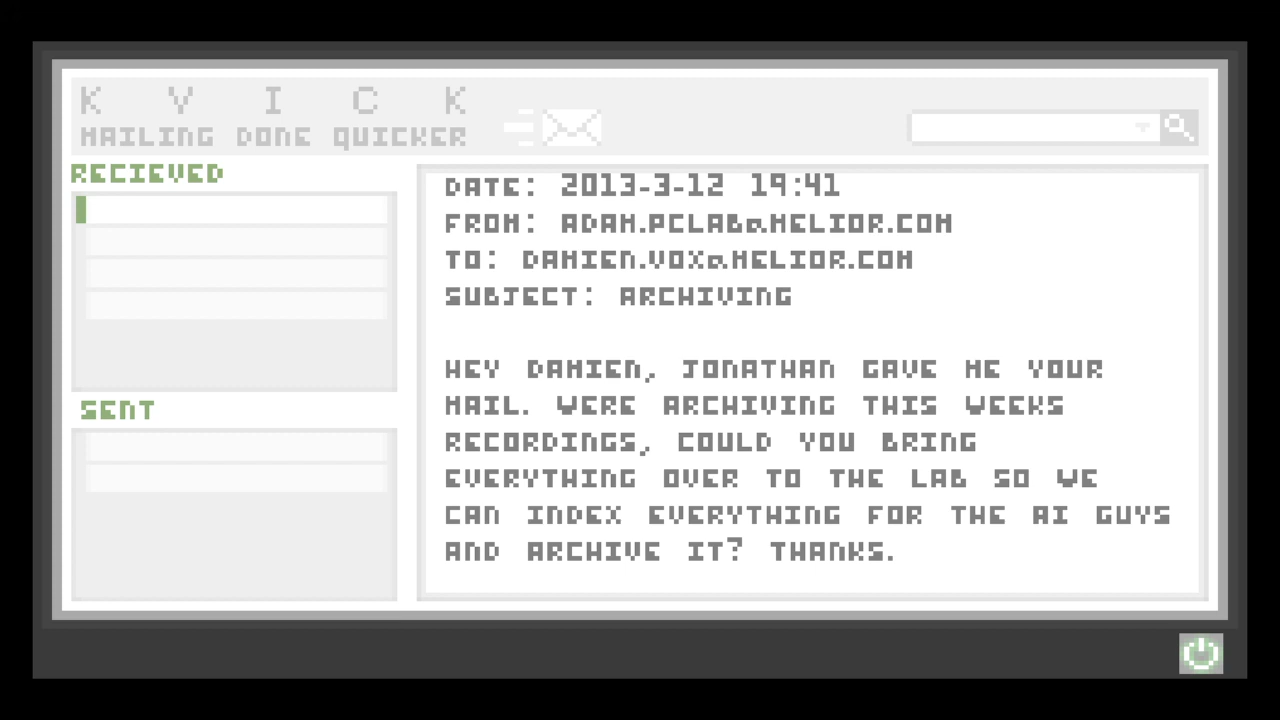 K V I C K
MAILING DONE QUICKER
RECIEVED
SENT
DATE: 2013-3-12 19:41
FROM: ADAM.PCLAB@HELIOR.COM
TO: DAMIEN.VOX@HELIOR.COM
SUBJECT: ARCHIVING
HEY DAMIEN, JONATHAN GAVE ME YOUR
MAIL. WERE ARCHIVING THIS WEEKS
RECORDINGS, COULD YOU BRING
EVERYTHING OVER TO THE LAB SO WE
CAN INDEX EVERYTHING FOR THE AI GUYS
AND ARCHIVE IT? THANKS.